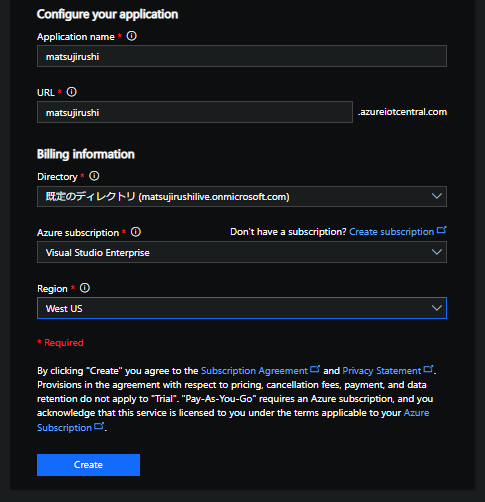 Configure your application
Application name *
matsujirushi
URL *
matsujirushi
.azureiotcentral.com
Billing information
Directory *
既定のディレクトリ (matsujirushilive.onmicrosoft.com)
Azure subscription *
Don't have a subscription? Create subscription
Visual Studio Enterprise
Region *
West US
* Required
By clicking "Create" you agree to the Subscription Agreement and Privacy Statement.
Provisions in the agreement with respect to pricing, cancellation fees, payment, and data
retention do not apply to "Trial". "Pay-As-You-Go" requires an Azure subscription, and you
acknowledge that this service is licensed to you under the terms applicable to your Azure
Subscription.
Create